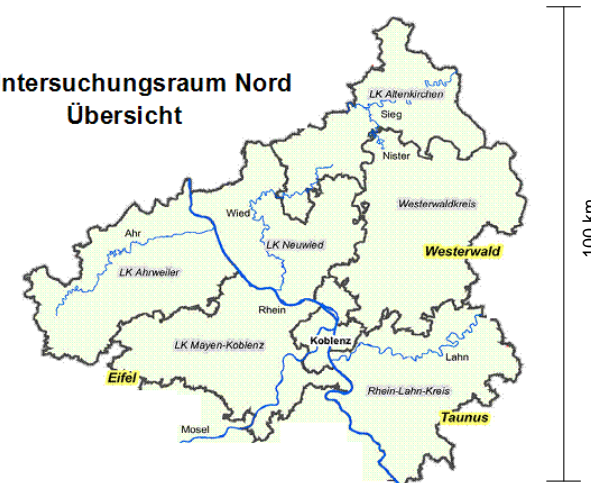 ntersuchungsraum Nord
Übersicht
LK Altenkirchen
Sieg
Nister
Westerwaldkreis
Wied
Ahr
LK Neuwied
Westerwald
LK Ahrweiler
Rhein
LK Mayen-Koblenz
Koblenz
Lahn
Eifel
Rhein-Lahn-Kreis
Taunus
Mosel
100 km